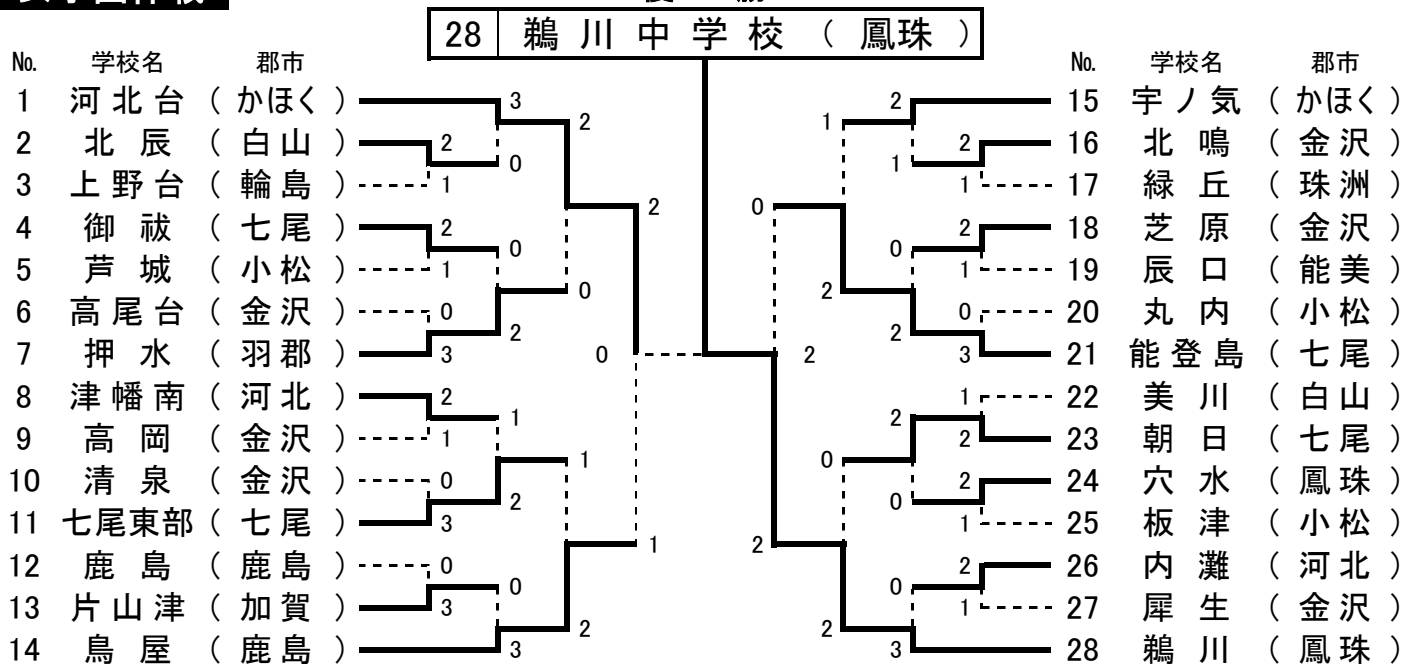 28 鵜川中学校(鳳珠)
No. 学校名 郡市
1 河北台(かほく)
2 北辰(白山)
3 上野台(輪島)
4 御祓(七尾)
5 芦城(小松)
6 高尾台(金沢)
7 押水(羽郡)
8 津幡南(河北)
9 高岡(金沢)
10 清泉(金沢)
11 七尾東部(七尾)
12 鹿島(鹿島)
13 片山津(加賀)
14 鳥屋(鹿島)
3
2
2
0
1
2
2
0
1
0
0
2
3
0
2
1
1
1
0
2
3
1
0
0
3
2
3
No. 学校名 郡市
15 宇ノ気(かほく)
16 北鳴(金沢)
17 緑丘(珠洲)
18 芝原(金沢)
19 辰口(能美)
20 丸内(小松)
21 能登島(七尾)
22 美川(白山)
23 朝日(七尾)
24 穴水(鳳珠)
25 板津(小松)
26 内灘(河北)
27 犀生(金沢)
28 鵜川(鳳珠)
2
1
2
1
1
0
2
0
1
2
0
2
3
2
1
2
2
0
2
0
1
2
2
0
1
2
3